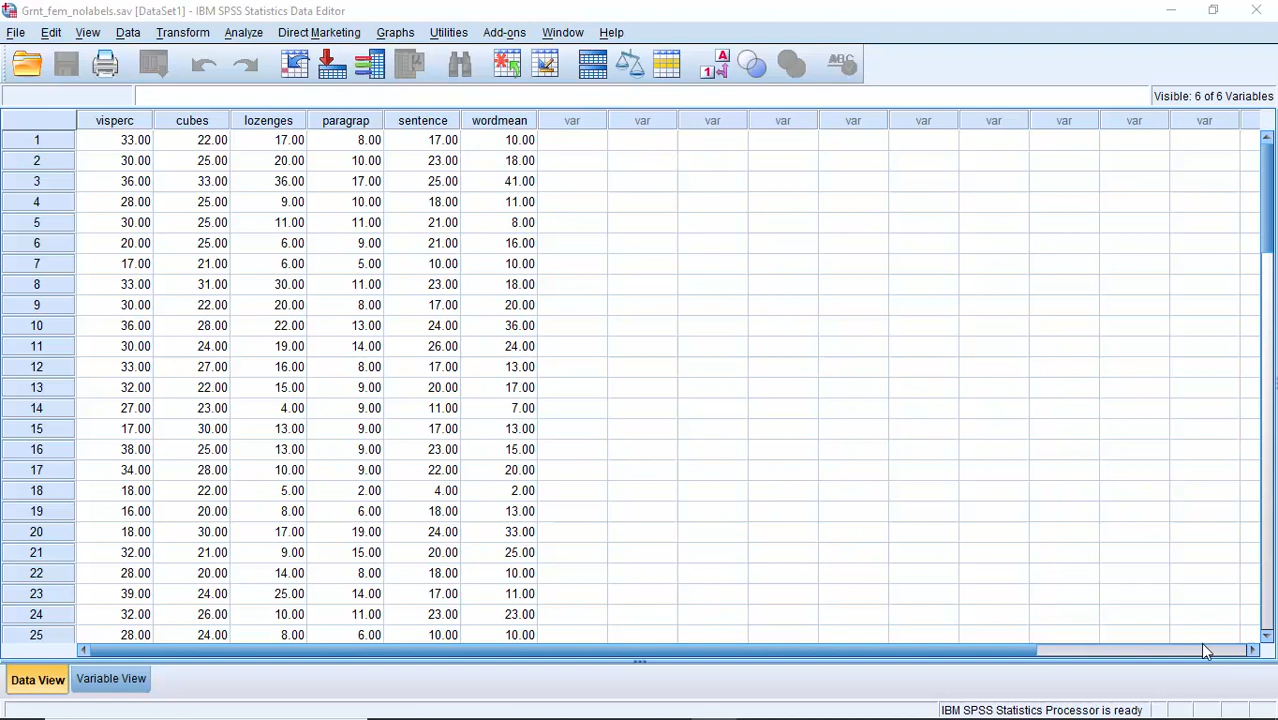 Grnt_fem_nolabels.sav [DataSet1] - IBM SPSS Statistics Data Editor
File Edit View Data Transform Analyze Direct Marketing Graphs Utilities Add-ons Window Help
1 A ABC
Visible: 6 of 6 Variables
visperc cubes lozenges paragrap sentence wordmean var var var var var var var var var var
1 33.00 22.00 17.00 8.00 17.00 10.00
2 30.00 25.00 20.00 10.00 23.00 18.00
3 36.00 33.00 36.00 17.00 25.00 41.00
4 28.00 25.00 9.00 10.00 18.00 11.00
5 30.00 25.00 11.00 11.00 21.00 8.00
6 20.00 25.00 6.00 9.00 21.00 16.00
7 17.00 21.00 6.00 5.00 10.00 10.00
8 33.00 31.00 30.00 11.00 23.00 18.00
9 30.00 22.00 20.00 8.00 17.00 20.00
10 36.00 28.00 22.00 13.00 24.00 36.00
11 30.00 24.00 19.00 14.00 26.00 24.00
12 33.00 27.00 16.00 8.00 17.00 13.00
13 32.00 22.00 15.00 9.00 20.00 17.00
14 27.00 23.00 4.00 9.00 11.00 7.00
15 17.00 30.00 13.00 9.00 17.00 13.00
16 38.00 25.00 13.00 9.00 23.00 15.00
17 34.00 28.00 10.00 9.00 22.00 20.00
18 18.00 22.00 5.00 2.00 4.00 2.00
19 16.00 20.00 8.00 6.00 18.00 13.00
20 18.00 30.00 17.00 19.00 24.00 33.00
21 32.00 21.00 9.00 15.00 20.00 25.00
22 28.00 20.00 14.00 8.00 18.00 10.00
23 39.00 24.00 25.00 14.00 17.00 11.00
24 32.00 26.00 10.00 11.00 23.00 23.00
25 28.00 24.00 8.00 6.00 10.00 10.00
Data View Variable View
IBM SPSS Statistics Processor is ready